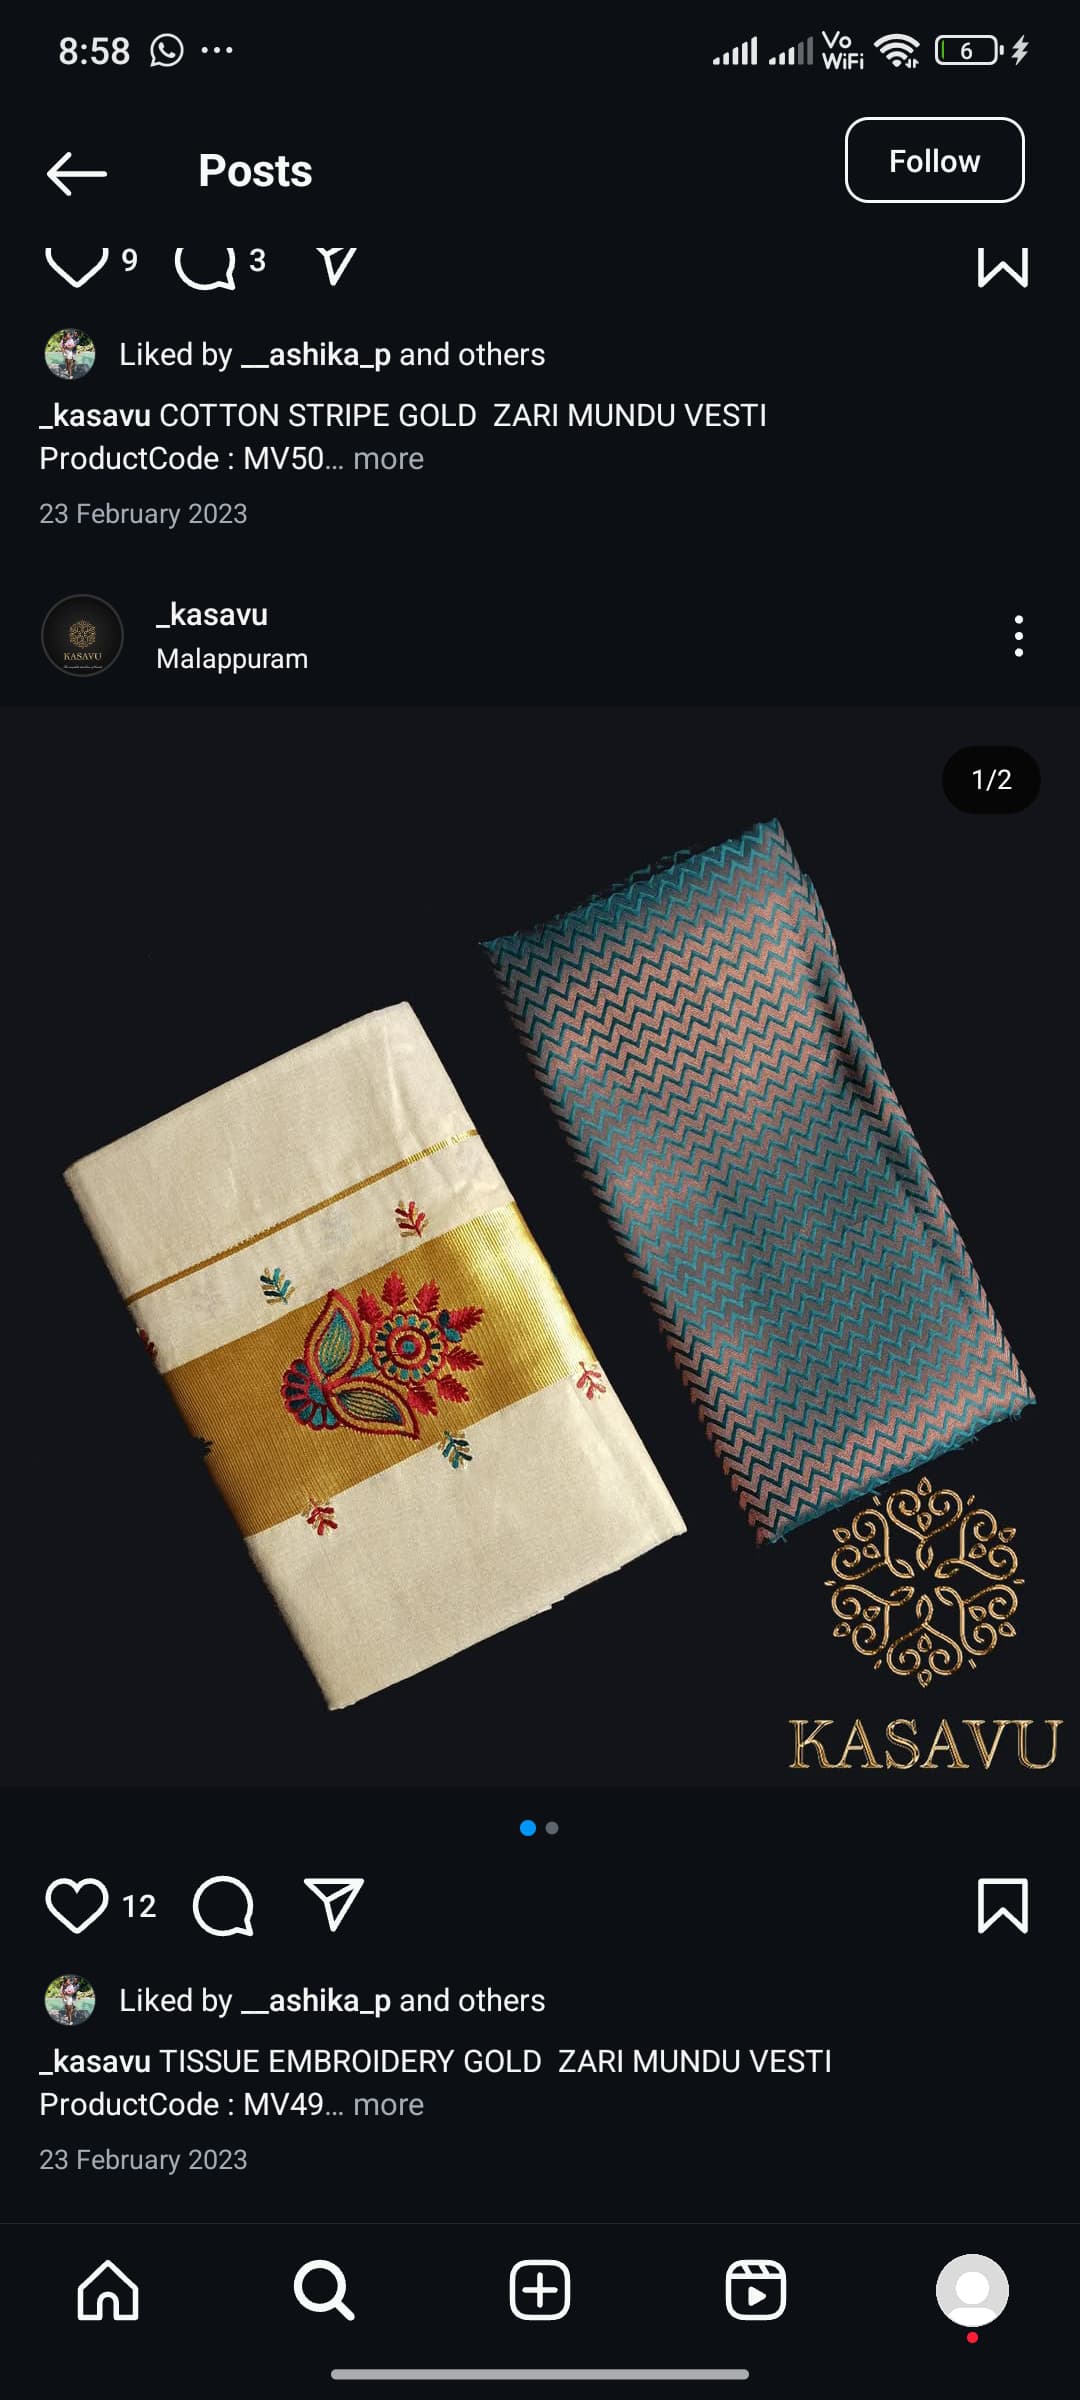 8:58
Vo
WiFi
6
Posts
Follow
9
3
Liked by __ashika_p and others
_kasavu COTTON STRIPE GOLD ZARI MUNDU VESTI
ProductCode : MV50... more
23 February 2023
KASAVU
_kasavu
Malappuram
1/2
KASAVU
12
Liked by __ashika_p and others
_kasavu TISSUE EMBROIDERY GOLD ZARI MUNDU VESTI
ProductCode : MV49... more
23 February 2023